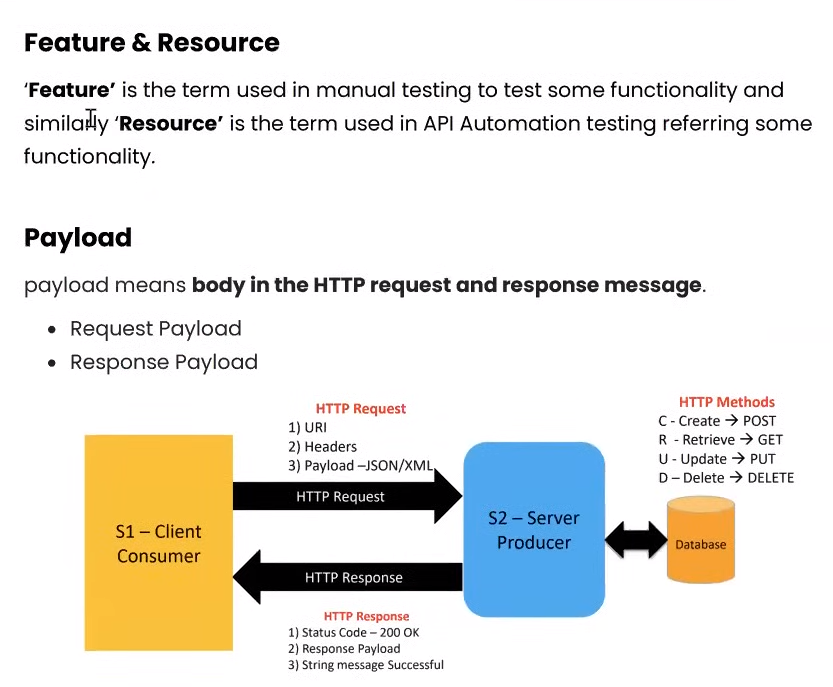 Feature & Resource
‘Feature’ is the term used in manual testing to test some functionality and
similarly ‘Resource’ is the term used in API Automation testing referring some
functionality.
Payload
payload means body in the HTTP request and response message.
• Request Payload
• Response Payload
HTTP Request
1) URI
2) Headers
3) Payload –JSON/XML
HTTP Request
HTTP Methods
C - Create → POST
R - Retrieve → GET
U - Update → PUT
D – Delete → DELETE
S1 – Client
Consumer
S2 – Server
Producer
Database
HTTP Response
HTTP Response
1) Status Code – 200 OK
2) Response Payload
3) String message Successful